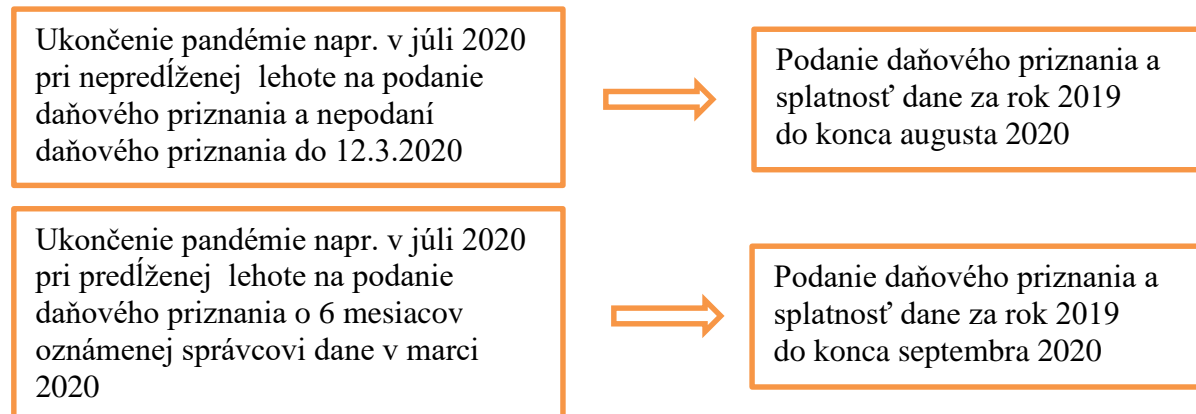 Ukončenie pandémie napr. v júli 2020
pri nepredĺženej lehote na podanie
daňového priznania a nepodaní
daňového priznania do 12.3.2020
Podanie daňového priznania a
splatnosť dane za rok 2019
do konca augusta 2020
Ukončenie pandémie napr. v júli 2020
pri predĺženej lehote na podanie
daňového priznania o 6 mesiacov
oznámenej správcovi dane v marci
2020
Podanie daňového priznania a
splatnosť dane za rok 2019
do konca septembra 2020